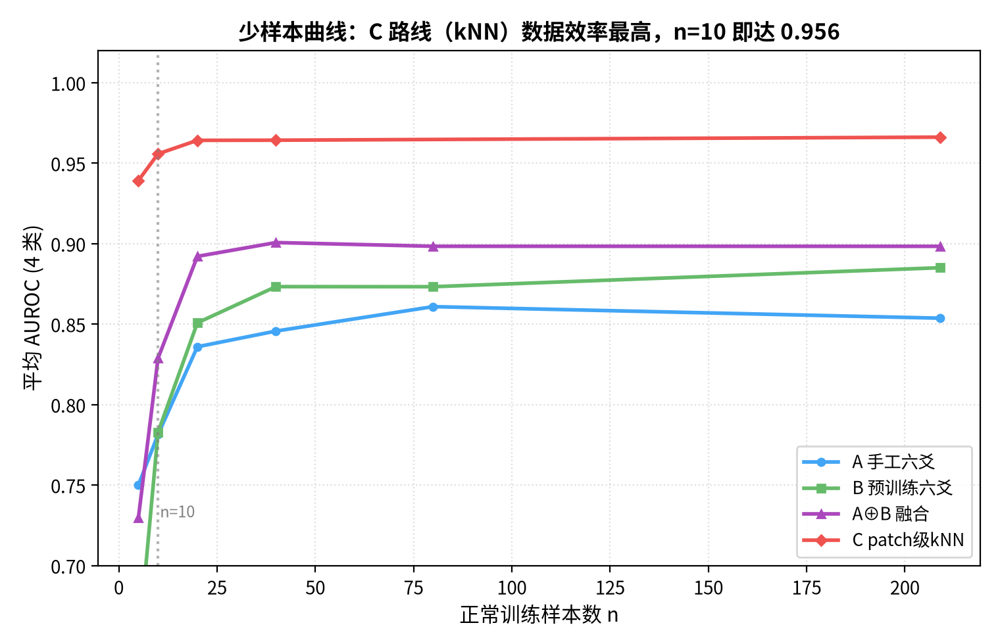 少样本曲线：C 路线（kNN）数据效率最高，n=10 即达 0.956
平均 AUROC (4 类)
1.00
0.95
0.90
0.85
0.80
0.75
0.70
n=10
A 手工六爻
B 预训练六爻
A⊕B 融合
C patch级kNN
0 25 50 75 100 125 150 175 200
正常训练样本数 n